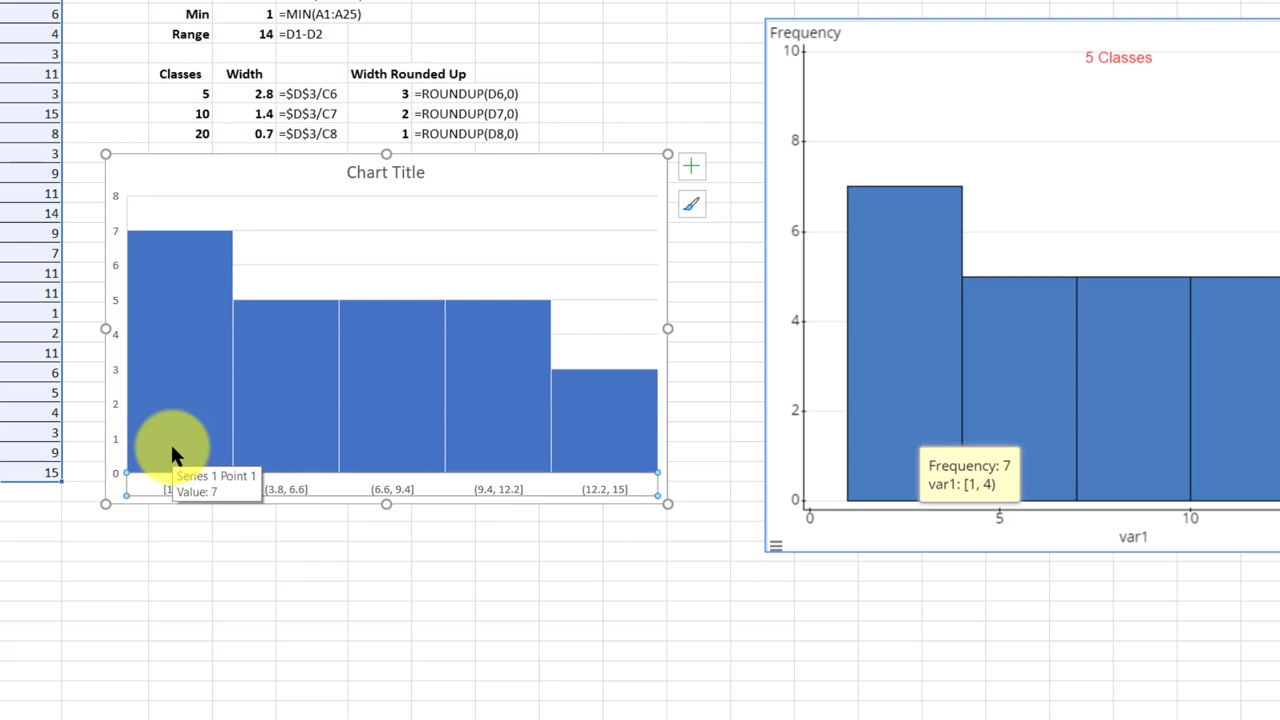 6
Min 1 =MIN(A1:A25)
4
Range 14 =D1-D2
3
11
Classes Width Width Rounded Up
6
5 2.8 =$D$3/C6 3 =ROUNDUP(D6,0)
15
10 1.4 =$D$3/C7 2 =ROUNDUP(D7,0)
8
20 0.7 =$D$3/C8 1 =ROUNDUP(D8,0)
3
9
11
14
9
7
11
11
1
2
11
6
5
4
3
9
15
Chart Title
8
7
6
5
4
3
2
1
0
Series 1 Point 1
Value: 7
[1
(3.8, 6.6]
(6.6, 9.4]
(9.4, 12.2]
(12.2, 15]
Frequency
5 Classes
10
8
6
4
2
0
Frequency: 7
var1: [1, 4)
0 5 10
var1